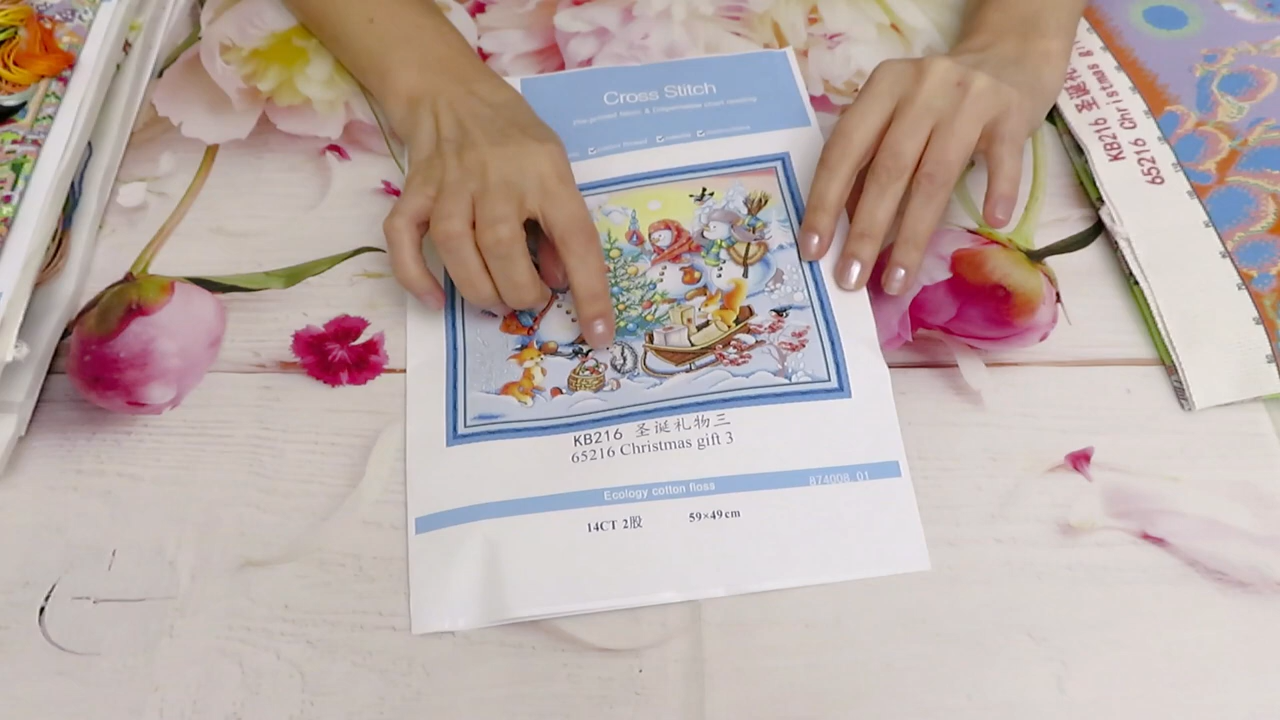 Cross Stitch
KB216 圣诞礼物三
65216 Christmas gift 3
Ecology cotton floss
874008 01
14CT 2股
59×49cm
KB216 圣诞礼
65216 Christmas